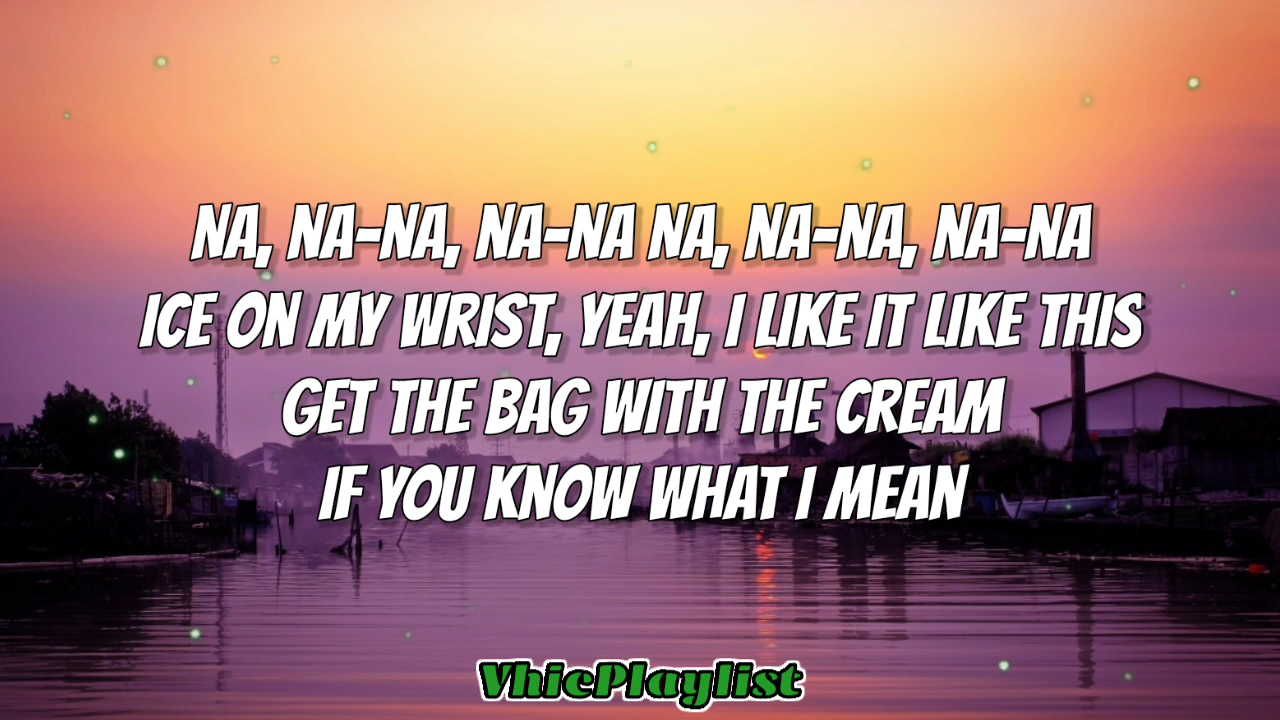 NA, NA-NA, NA-NA NA, NA-NA, NA-NA
ICE ON MY WRIST, YEAH, I LIKE IT LIKE THIS
GET THE BAG WITH THE CREAM
IF YOU KNOW WHAT I MEAN
VhicPlaylist